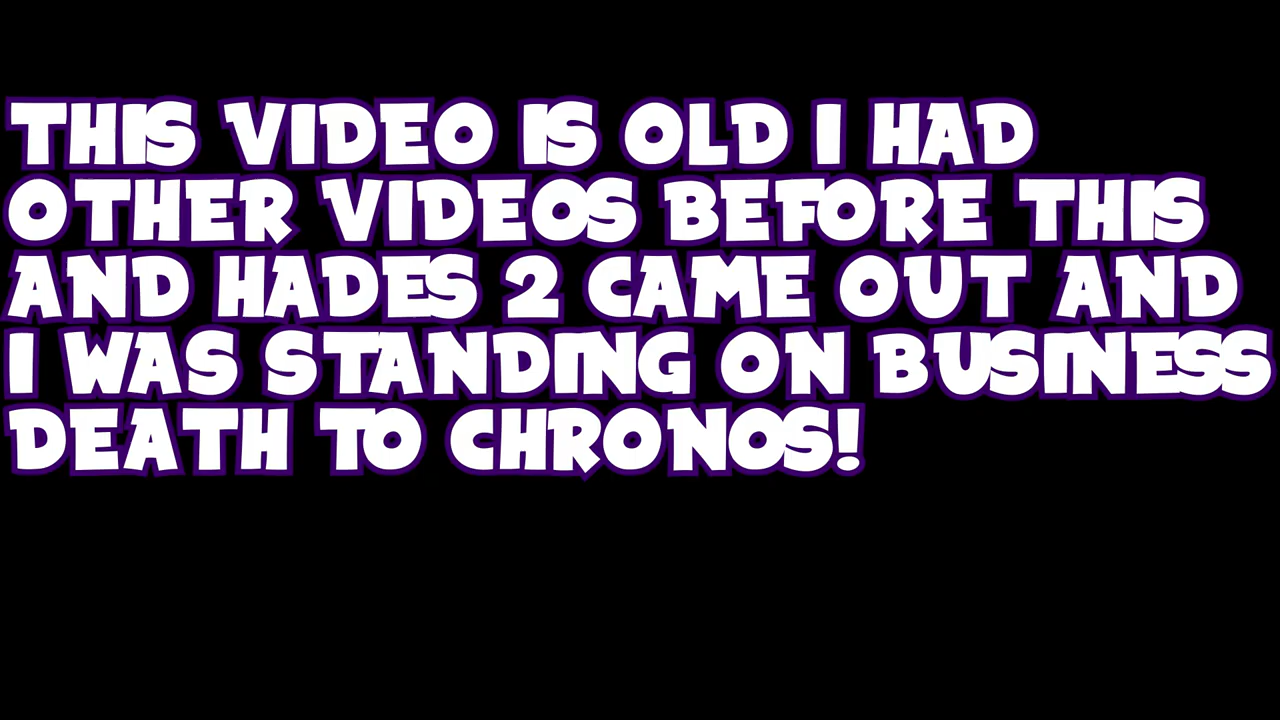 THIS VIDEO IS OLD I HAD
OTHER VIDEOS BEFORE THIS
AND HADES 2 CAME OUT AND
I WAS STANDING ON BUSINESS
DEATH TO CHRONOS!